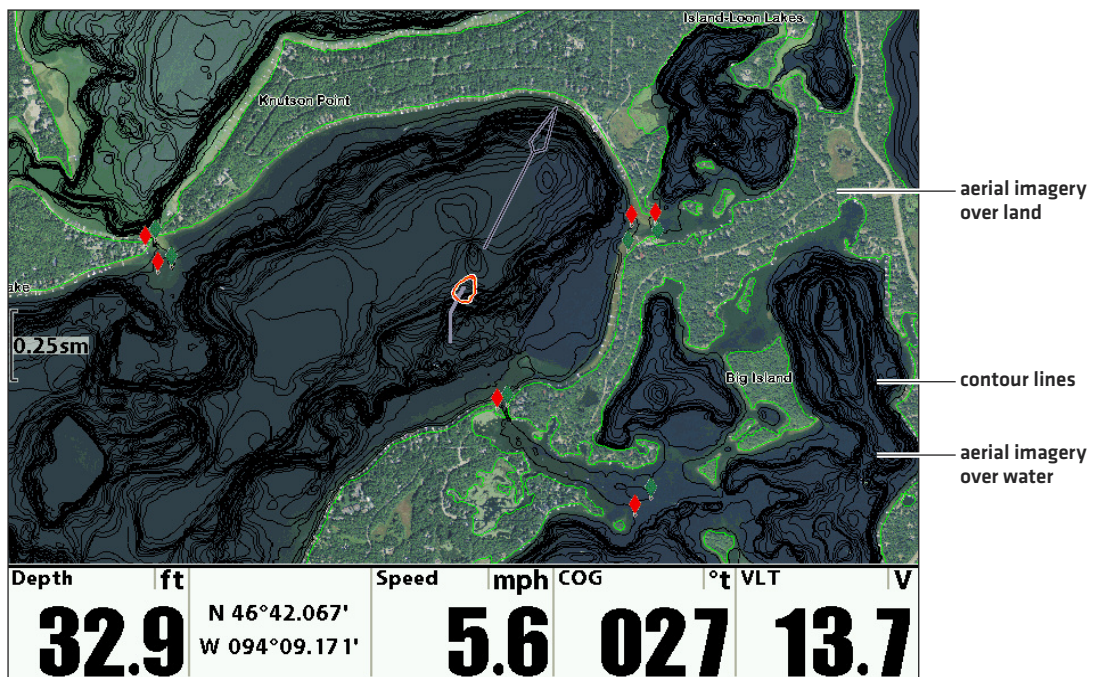 Island-Loon Lakes
Knutson Point
aerial imagery
over land
ake
0.25sm
Big Island
contour lines
aerial imagery
over water
Depth ft
32.9
N 46°42.067'
W 094°09.171'
Speed mph
5.6
COG °t
027
VLT V
13.7